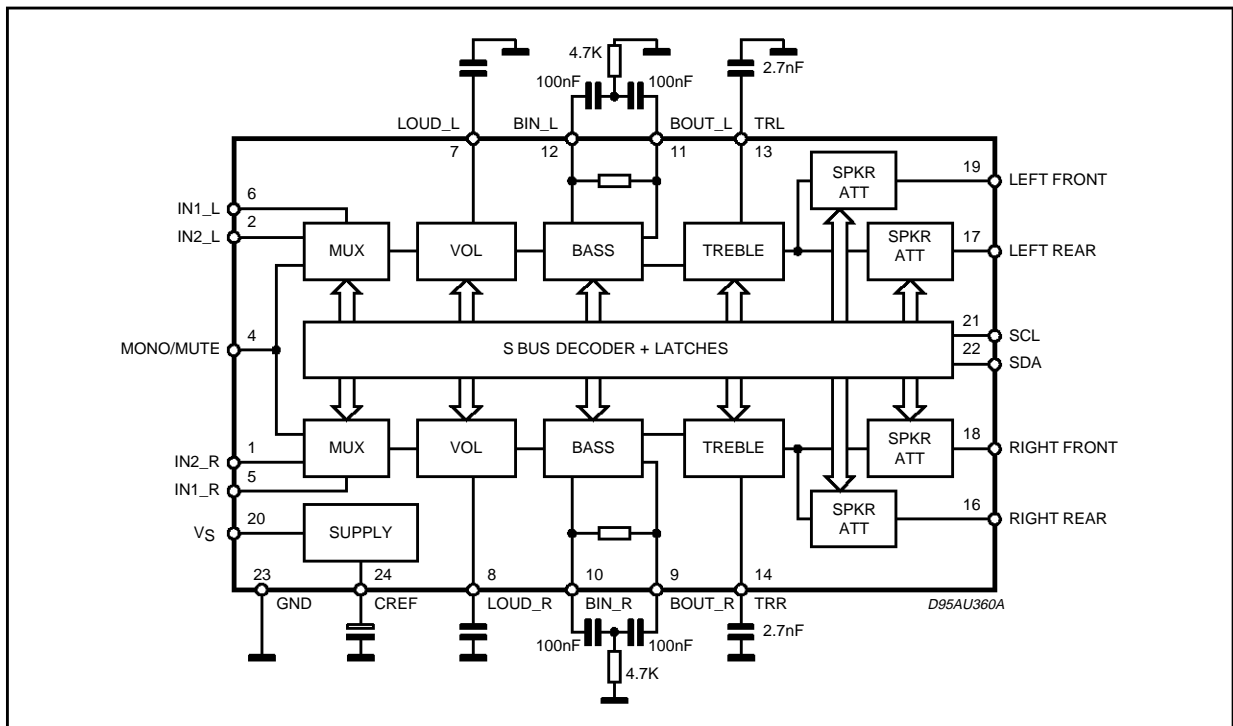 4.7K
100nF
100nF
2.7nF
LOUD_L
BIN_L
BOUT_L
TRL
7
12
11
13
6
IN1_L
2
IN2_L
MUX
VOL
BASS
TREBLE
SPKR
ATT
19
LEFT FRONT
SPKR
ATT
17
LEFT REAR
4
MONO/MUTE
S BUS DECODER + LATCHES
21
SCL
22
SDA
MUX
VOL
BASS
TREBLE
SPKR
ATT
18
RIGHT FRONT
1
IN2_R
5
IN1_R
SPKR
ATT
16
RIGHT REAR
20
VS
SUPPLY
23
GND
24
CREF
8
LOUD_R
10
BIN_R
9
BOUT_R
14
TRR
D95AU360A
100nF
100nF
2.7nF
4.7K